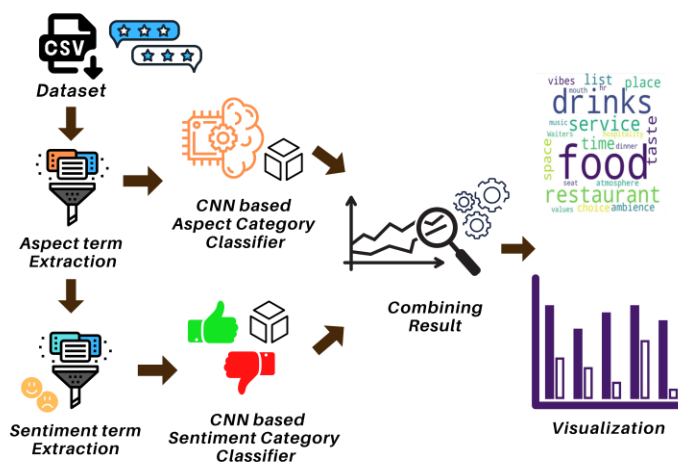 CSV
Dataset
Aspect term
Extraction
Sentiment term
Extraction
CNN based
Aspect Category
Classifier
CNN based
Sentiment Category
Classifier
Combining
Result
vibes list place
mouth hr
drinks
music service
Waiters hospitality
taste
space time dinner
food
seat atmosphere
restaurant
values choice ambience
Visualization